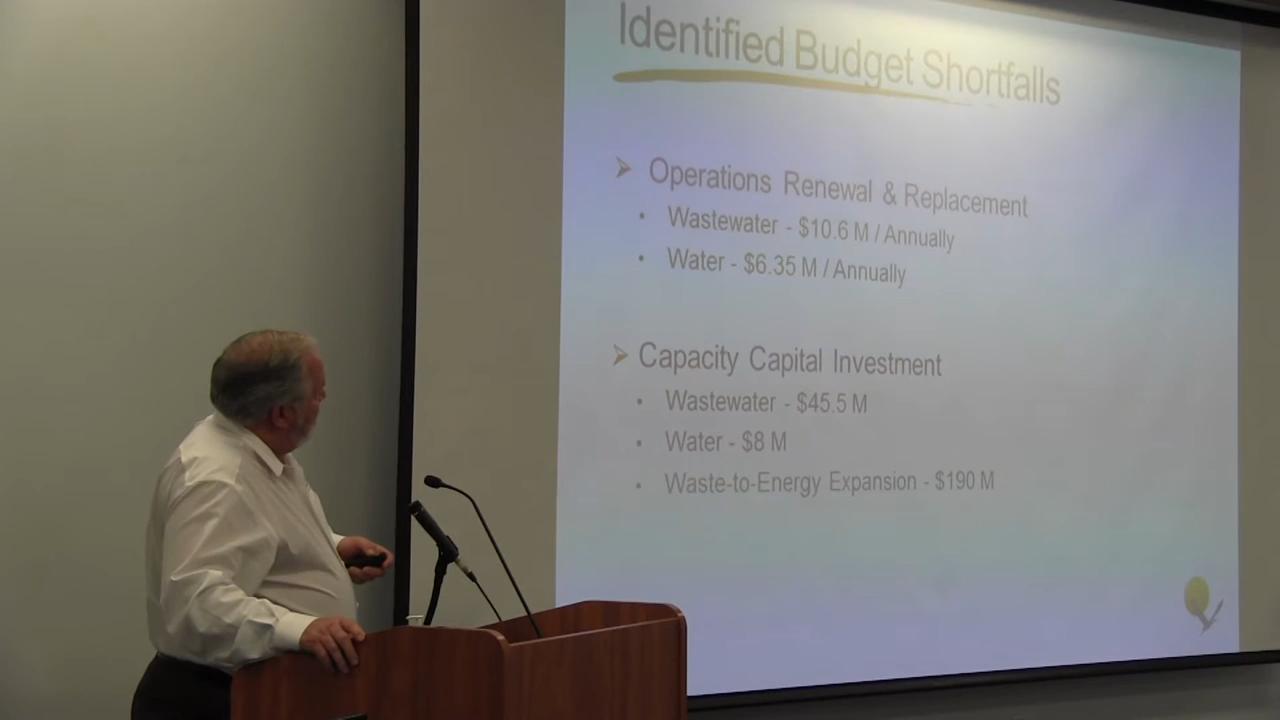 Identified Budget Shortfalls
Operations Renewal & Replacement
Wastewater - $10.6 M / Annually
Water - $6.35 M / Annually
Capacity Capital Investment
Wastewater - $45.5 M
Water - $8 M
Waste-to-Energy Expansion - $190 M